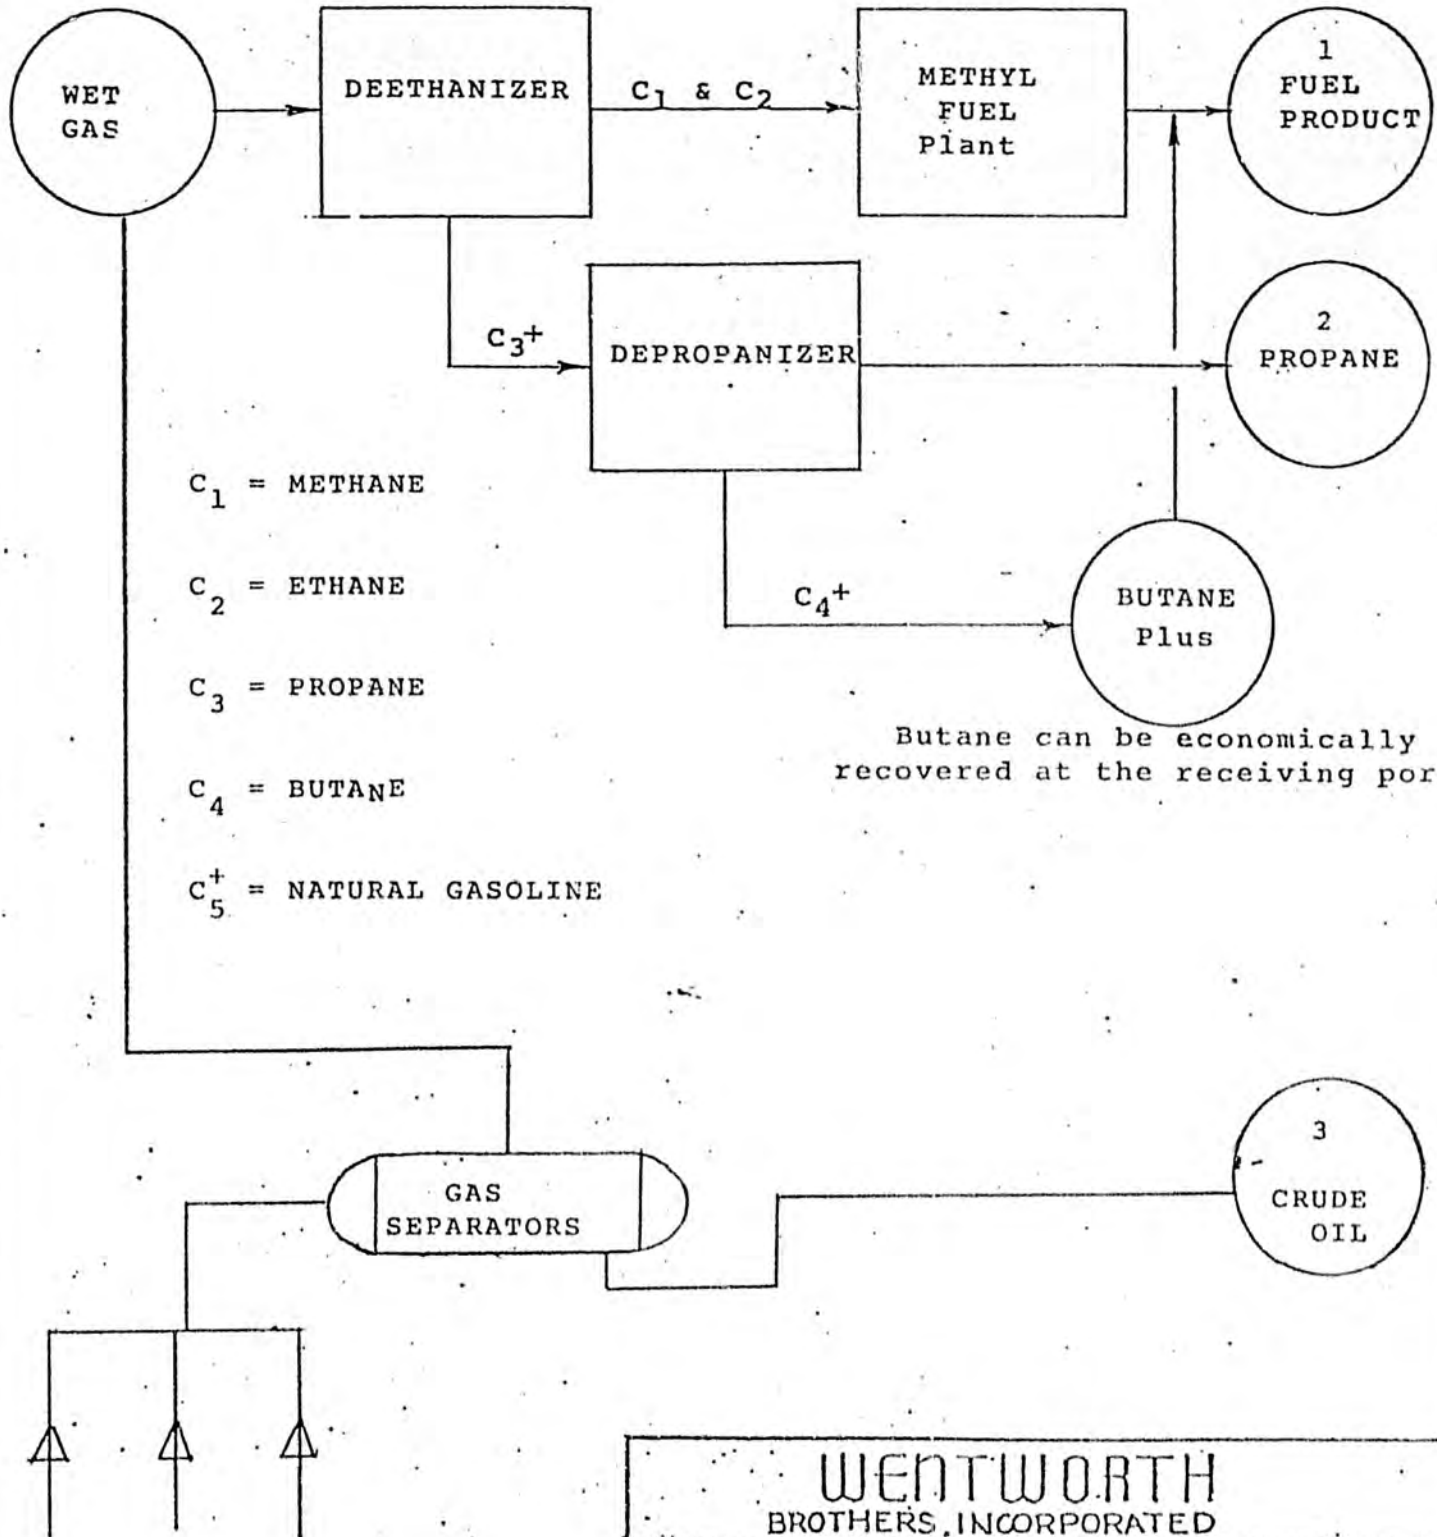 WET
GAS
DEETHANIZER
C1 & C2
METHYL
FUEL
Plant
1
FUEL
PRODUCT
C3+
DEPROPANIZER
2
PROPANE
C1 = METHANE
C2 = ETHANE
C4+
BUTANE
Plus
C3 = PROPANE
Butane can be economically
recovered at the receiving por
C4 = BUTANE
C5+ = NATURAL GASOLINE
GAS
SEPARATORS
3
CRUDE
OIL
WENTWORTH
BROTHERS, INCORPORATED